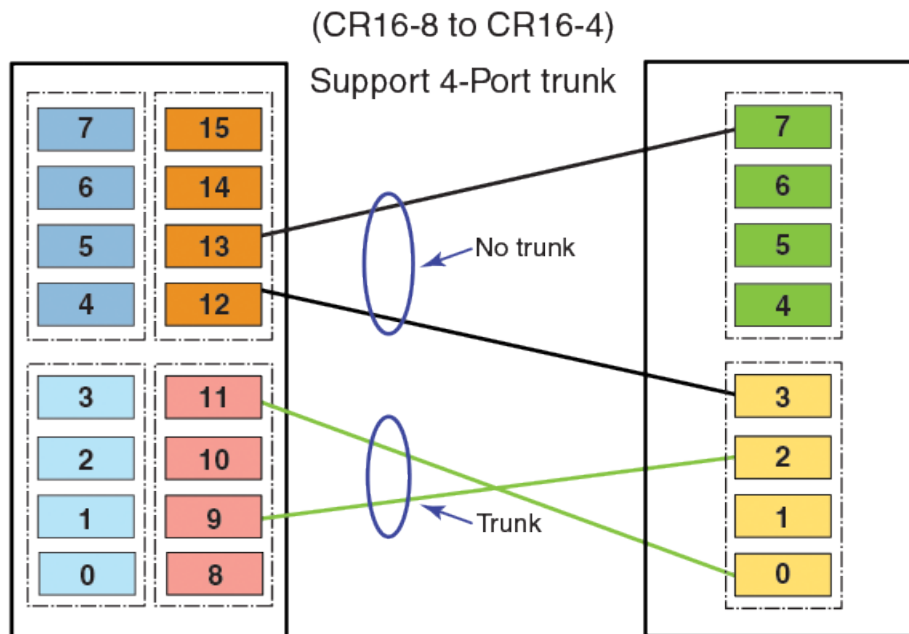 (CR16-8 to CR16-4)
Support 4-Port trunk
7 15 7
6 14 6
5 13 5
4 12 4
No trunk
3 11 3
2 10 2
1 9 1
0 8 0
Trunk